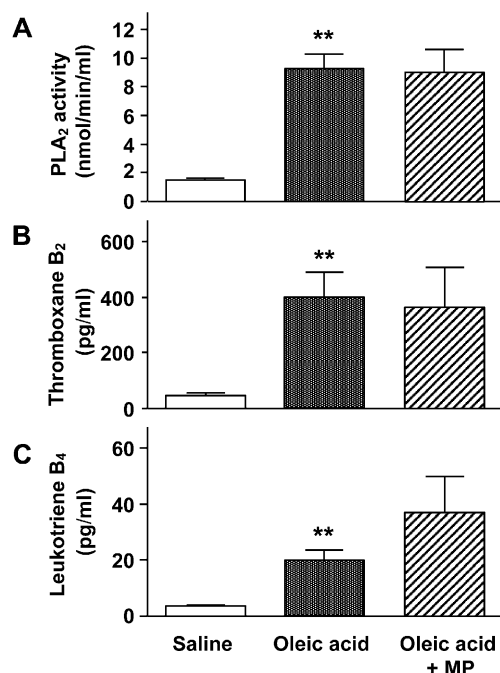 A
PLA₂ activity
(nmol/min/ml)
12
10
8
6
4
2
0
**
B
Thromboxane B₂
(pg/ml)
600
400
200
0
**
C
Leukotriene B₄
(pg/ml)
60
40
20
0
**
Saline
Oleic acid
Oleic acid
+ MP